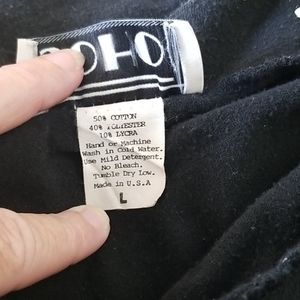 50% COTTON
40% POLYESTER
10% LYCRA
Hand or Machine
Wash in Cold Water.
Use Mild Detergent.
No Bleach.
Tumble Dry Low.
Made in U.S.A
L